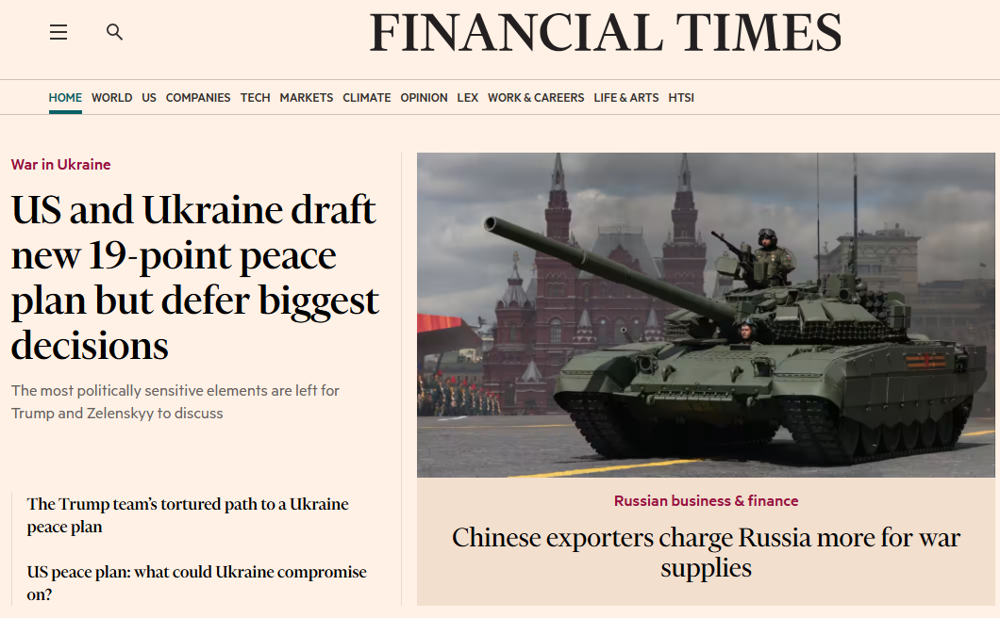 FINANCIAL TIMES
HOME WORLD US COMPANIES TECH MARKETS CLIMATE OPINION LEX WORK & CAREERS LIFE & ARTS HTSI
War in Ukraine
US and Ukraine draft
new 19-point peace
plan but defer biggest
decisions
The most politically sensitive elements are left for
Trump and Zelenskyy to discuss
The Trump team’s tortured path to a Ukraine
peace plan
US peace plan: what could Ukraine compromise
on?
Russian business & finance
Chinese exporters charge Russia more for war
supplies